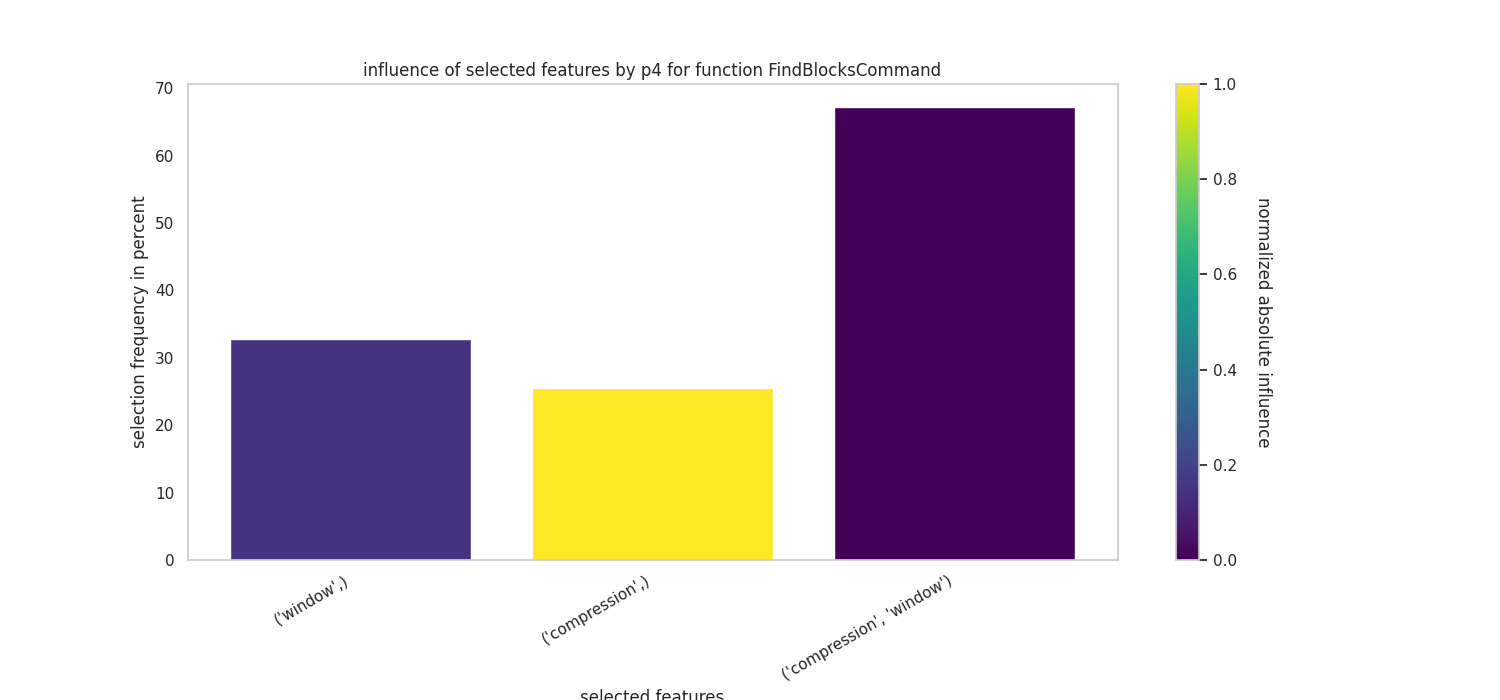 influence of selected features by p4 for function FindBlocksCommand
70
60
50
40
30
20
10
0
selection frequency in percent
('window',)
('compression',)
('compression', 'window')
selected features
1.0
0.8
0.6
0.4
0.2
0.0
normalized absolute influence